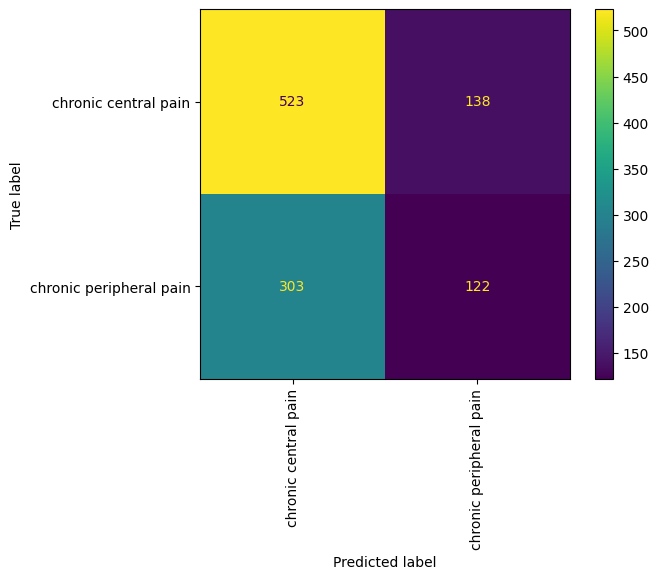 chronic central pain
523
138
chronic peripheral pain
303
122
True label
chronic central pain
chronic peripheral pain
Predicted label
500
450
400
350
300
250
200
150